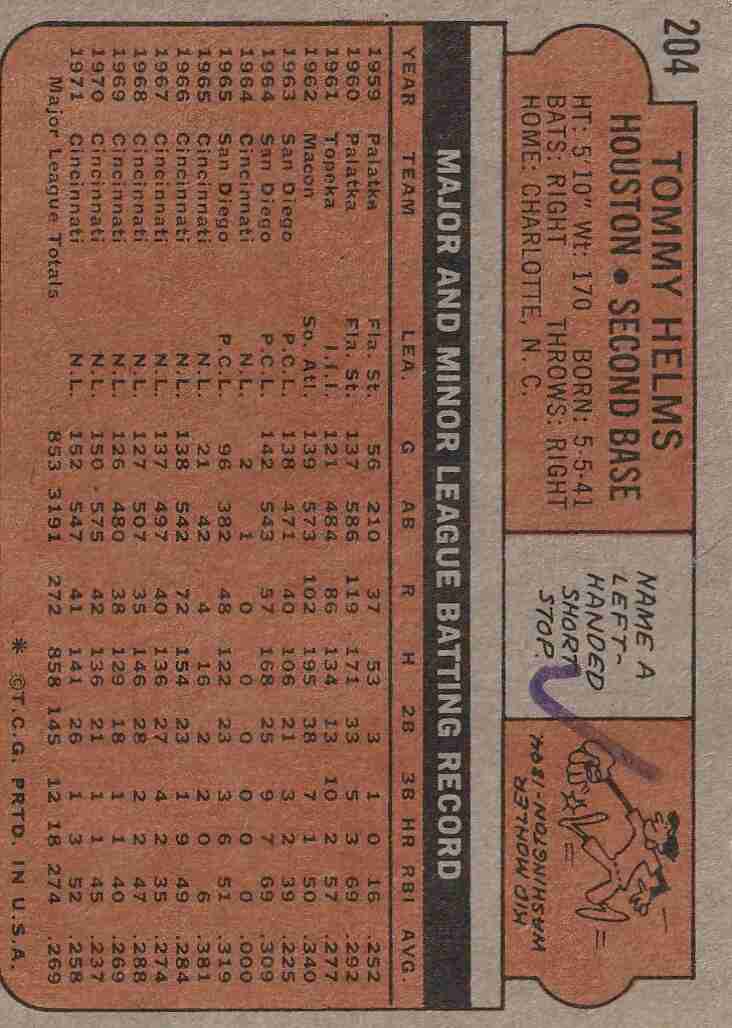 204
TOMMY HELMS
HOUSTON • SECOND BASE
HT: 5'10" Wt: 170 BORN: 5-5-41
BATS: RIGHT THROWS: RIGHT
HOME: CHARLOTTE, N. C.
NAME A
LEFT-
HANDED
SHORT
STOP.
KID MOHLER
WASHINGTON-1894
MAJOR AND MINOR LEAGUE BATTING RECORD
YEAR TEAM LEA. G AB R H 2B 3B HR RBI AVG.
1959 Palatka Fla. St. 56 210 37 53 3 1 0 16 .252
1960 Palatka Fla. St. 137 586 119 171 33 5 3 69 .292
1961 Topeka I.I.I. 121 484 86 134 13 10 2 57 .277
1962 Macon So. Atl. 139 573 102 195 38 7 1 50 .340
1963 San Diego P.C.L. 138 471 40 106 21 3 2 39 .225
1964 San Diego P.C.L. 142 543 57 168 25 9 7 69 .309
1964 Cincinnati N.L. 2 1 0 0 0 0 0 0 .000
1965 San Diego P.C.L. 96 382 48 122 23 3 6 51 .319
1965 Cincinnati N.L. 21 42 4 16 2 2 0 6 .381
1966 Cincinnati N.L. 138 542 72 154 23 1 9 49 .284
1967 Cincinnati N.L. 137 497 40 136 27 4 2 35 .274
1968 Cincinnati N.L. 127 507 35 146 28 2 2 47 .288
1969 Cincinnati N.L. 126 480 38 129 18 1 1 40 .269
1970 Cincinnati N.L. 150 575 42 136 21 1 1 45 .237
1971 Cincinnati N.L. 152 547 41 141 26 1 3 52 .258
Major League Totals 853 3191 272 858 145 12 18 274 .269
* ©T.C.G. PRTD. IN U.S.A.